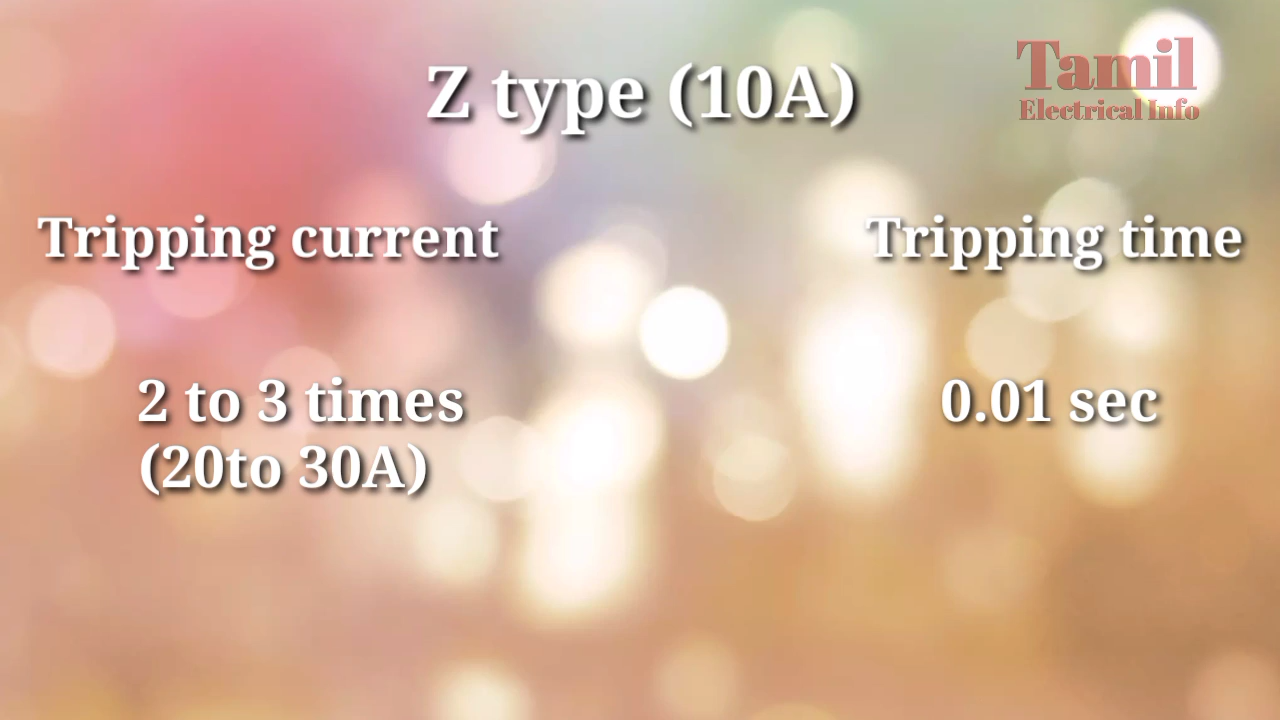 Z type (10A)
Tamil
Electrical Info
Tripping current
Tripping time
2 to 3 times
(20to 30A)
0.01 sec